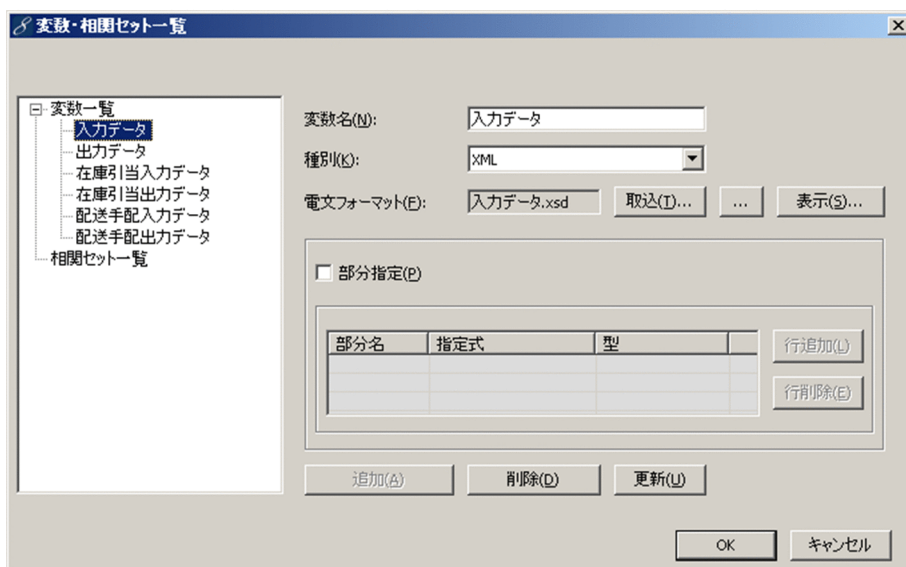 変数・相関セット一覧
変数一覧
入力データ
出力データ
在庫引当入力データ
在庫引当出力データ
配送手配入力データ
配送手配出力データ
相関セット一覧
変数名(N): 入力データ
種別(K): XML
電文フォーマット(F): 入力データ.xsd 取込(T)... ... 表示(S)...
部分指定(P)
部分名 指定式 型
行追加(L)
行削除(E)
追加(A) 削除(D) 更新(U)
OK キャンセル